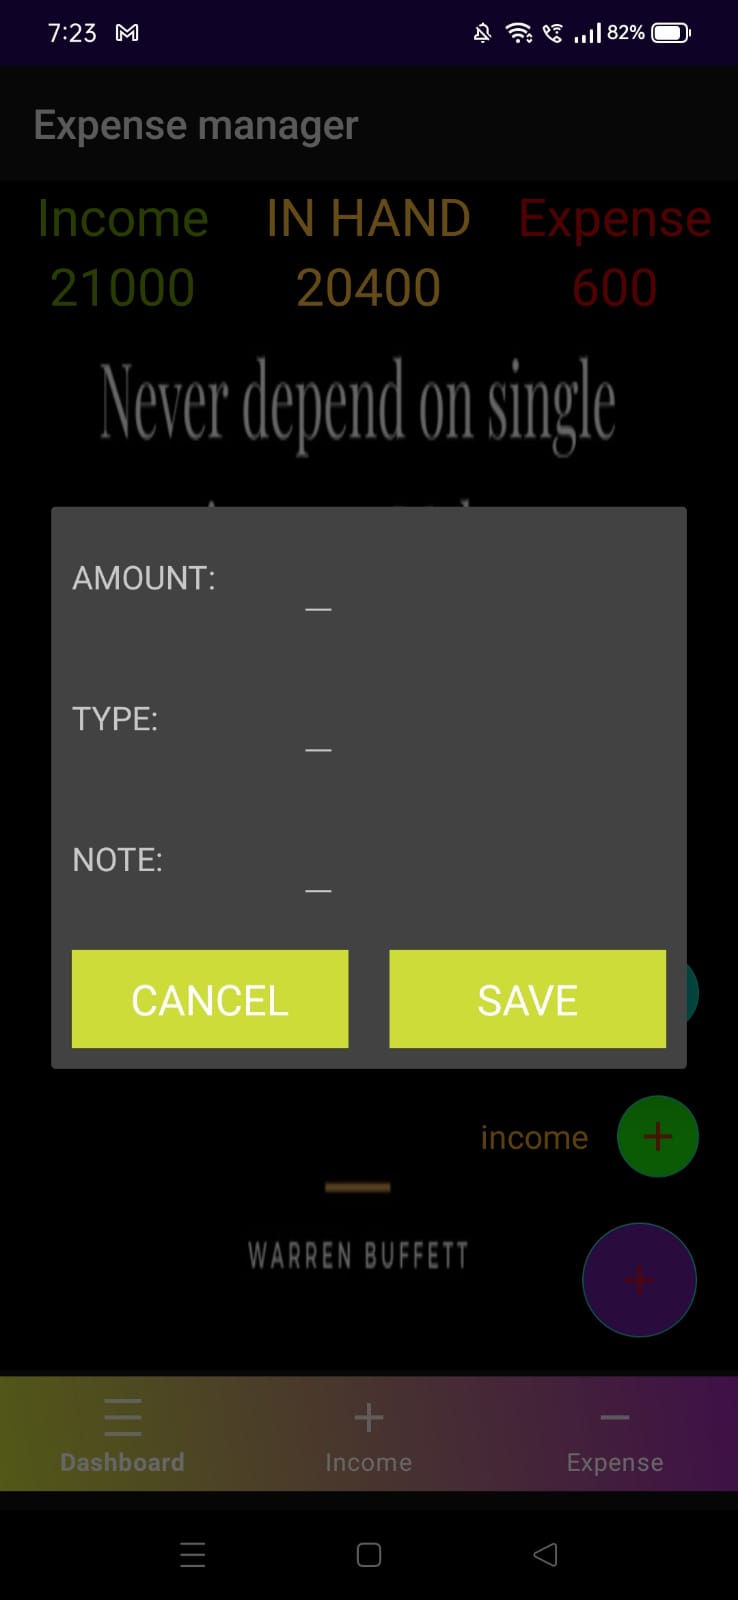 7:23
82%
Expense manager
Income IN HAND Expense
21000 20400 600
Never depend on single
AMOUNT:
TYPE:
NOTE:
CANCEL SAVE
income
WARREN BUFFETT
Dashboard Income Expense